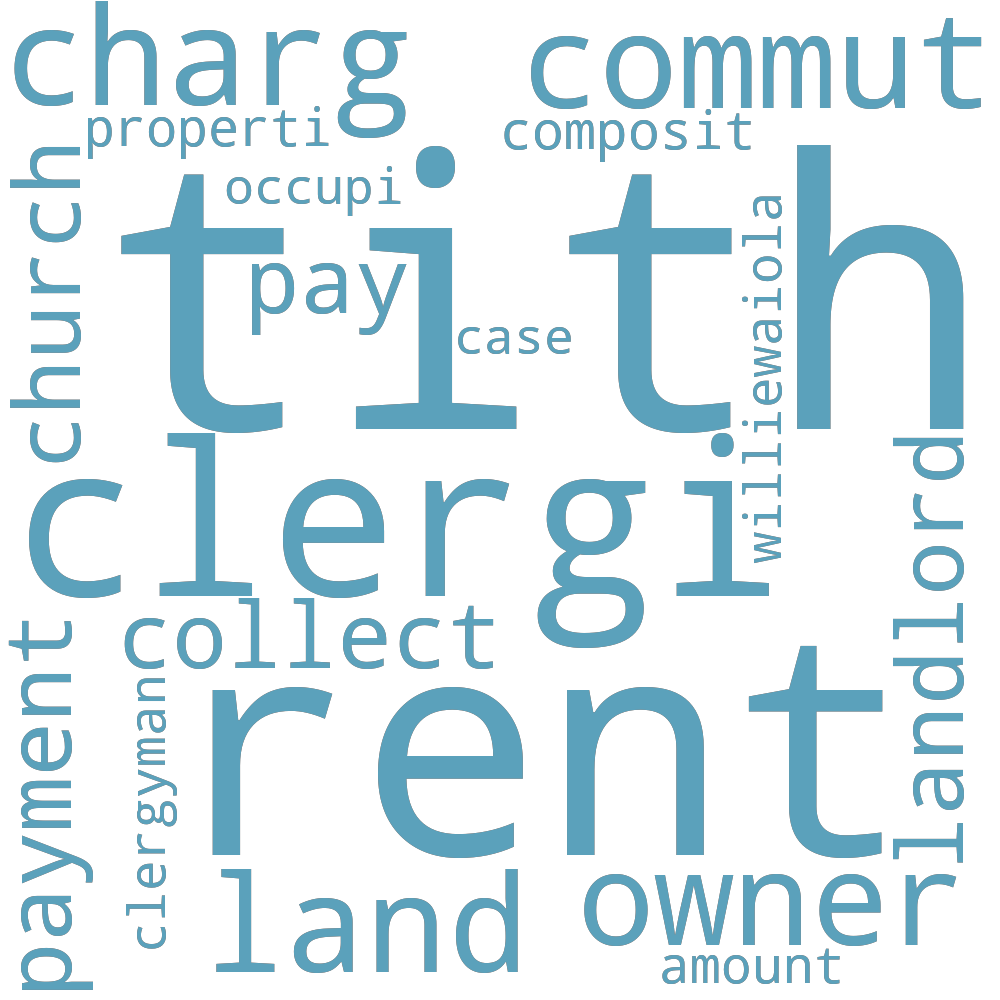 charg
commut
properti
composit
church
occupi
tith
pay
case
williewaiola
clergi
landlord
collect
payment
clergyman
rent
land
owner
amount